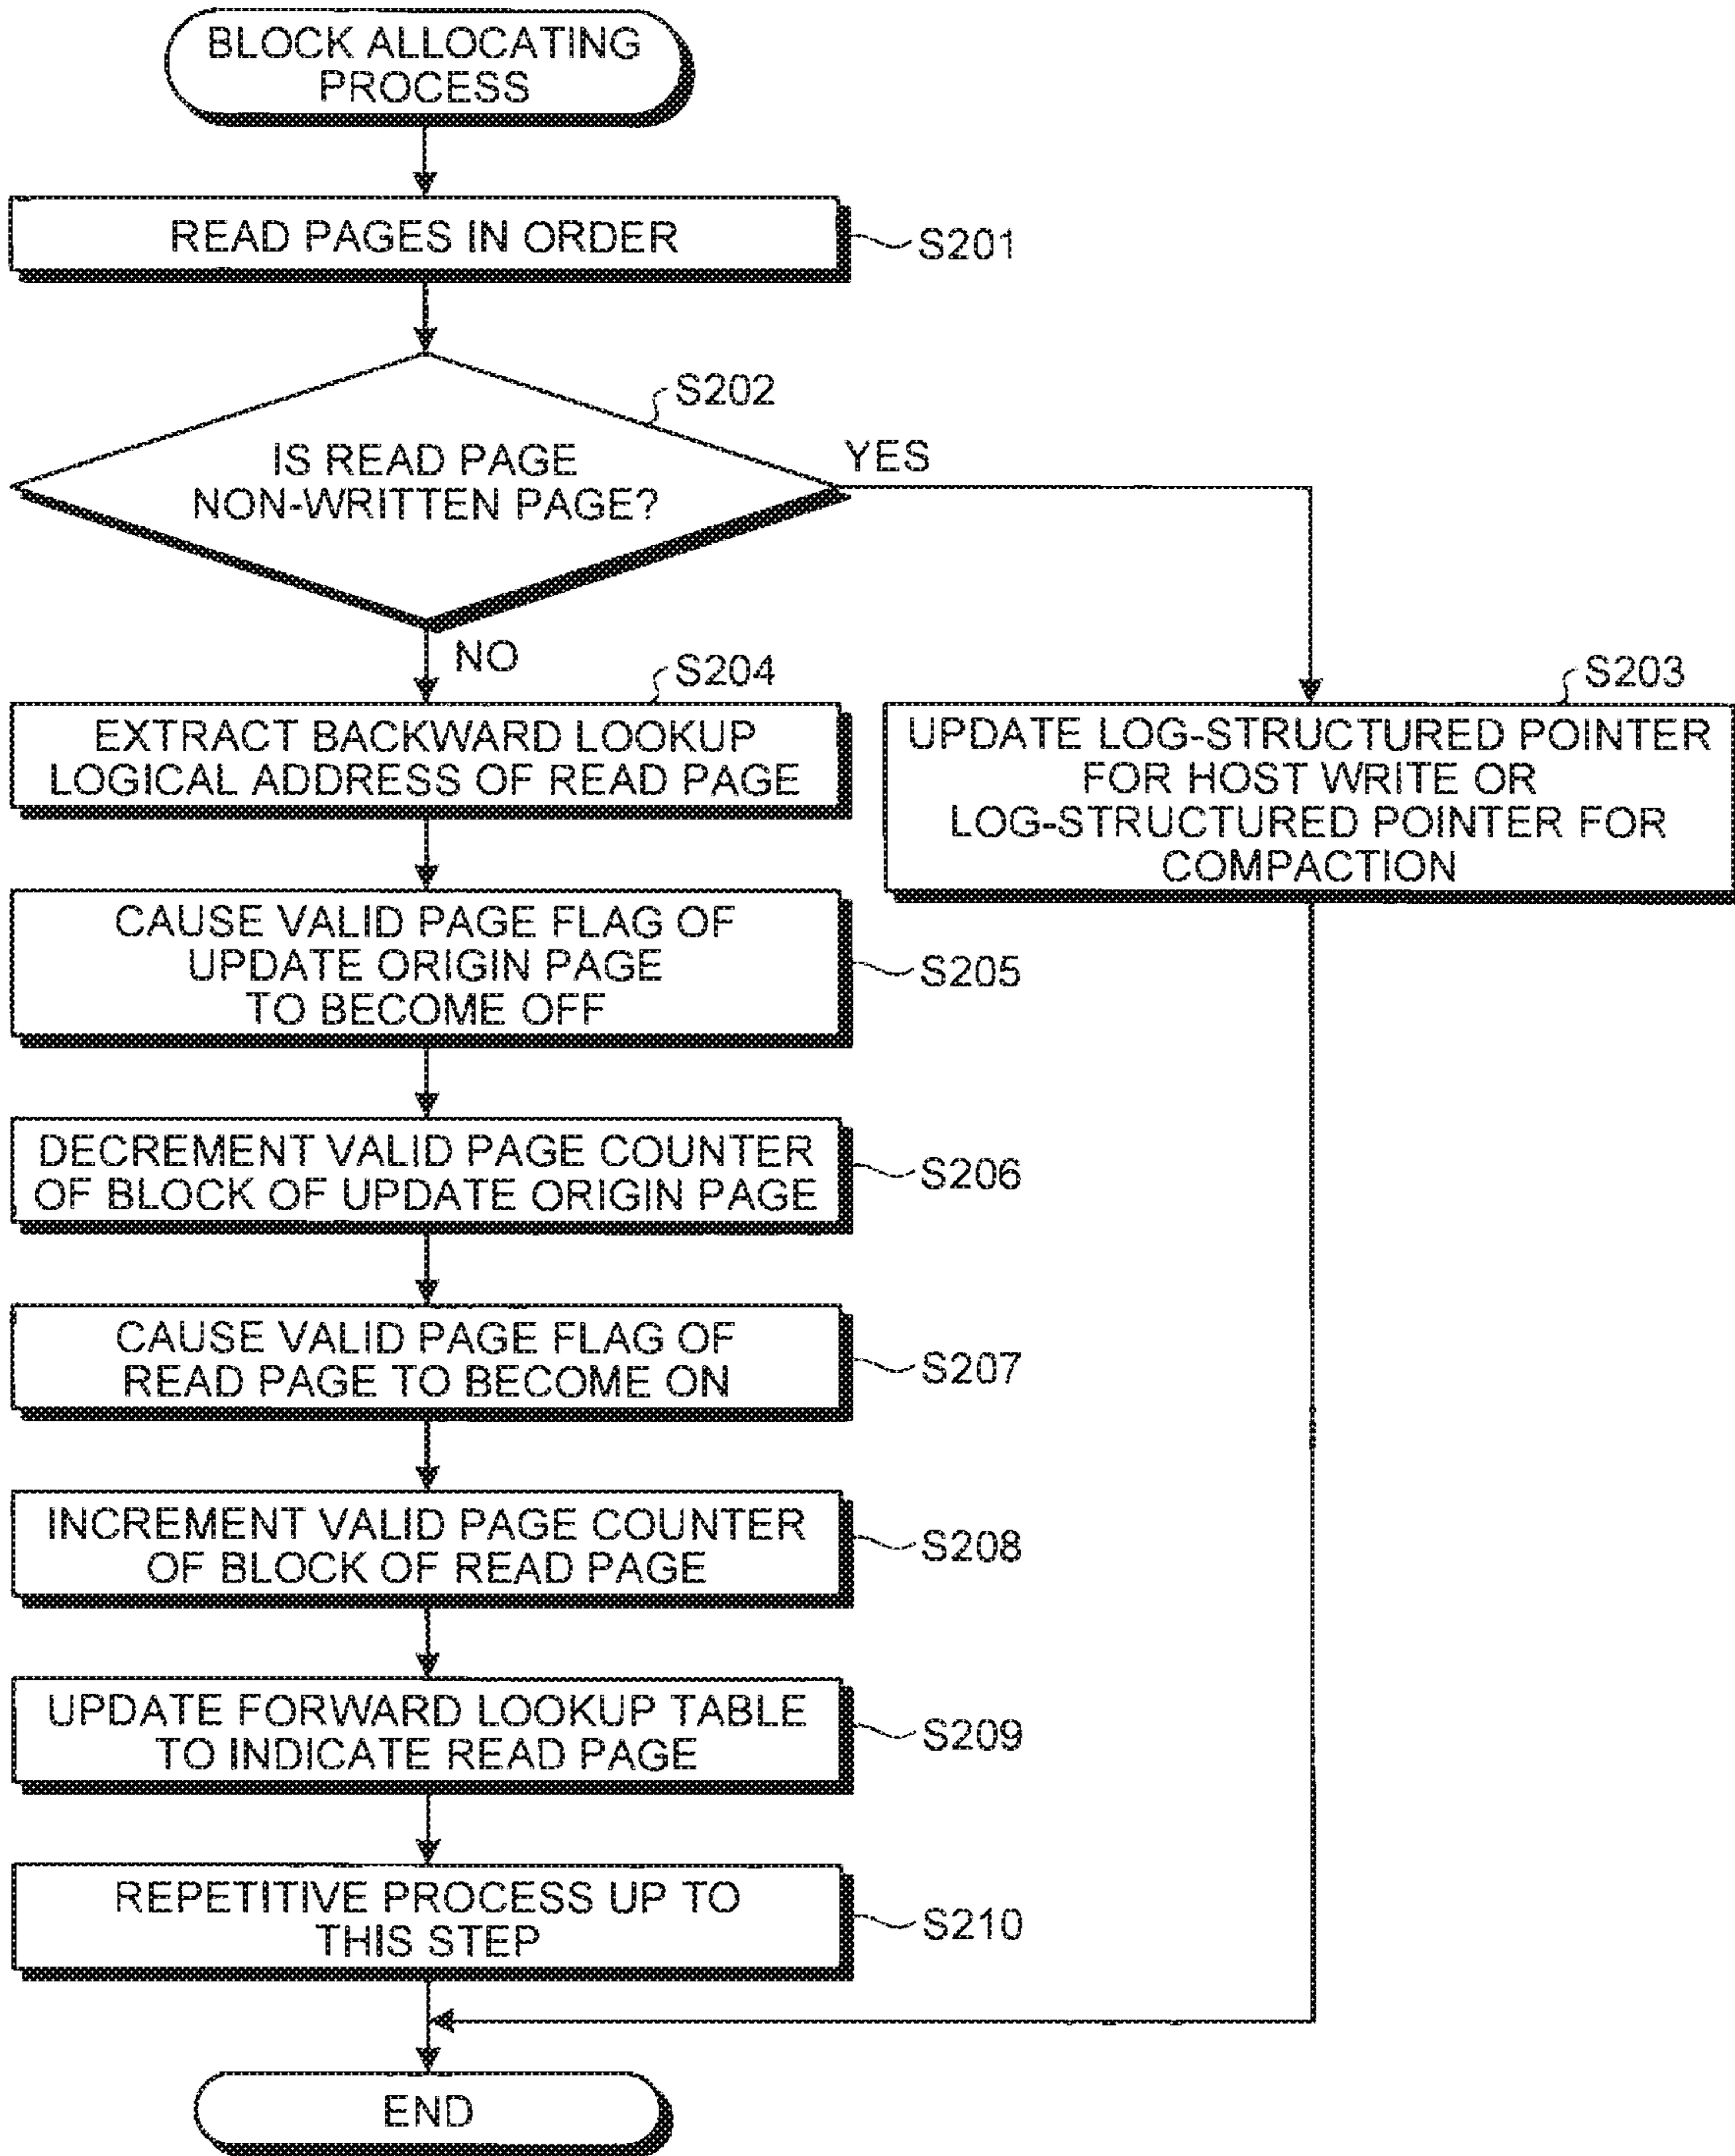 BLOCK ALLOCATING
PROCESS
READ PAGES IN ORDER
S201
S202
IS READ PAGE
NON-WRITTEN PAGE?
YES
NO
S204
EXTRACT BACKWARD LOOKUP
LOGICAL ADDRESS OF READ PAGE
S203
UPDATE LOG-STRUCTURED POINTER
FOR HOST WRITE OR
LOG-STRUCTURED POINTER FOR
COMPACTION
CAUSE VALID PAGE FLAG OF
UPDATE ORIGIN PAGE
TO BECOME OFF
S205
DECREMENT VALID PAGE COUNTER
OF BLOCK OF UPDATE ORIGIN PAGE
S206
CAUSE VALID PAGE FLAG OF
READ PAGE TO BECOME ON
S207
INCREMENT VALID PAGE COUNTER
OF BLOCK OF READ PAGE
S208
UPDATE FORWARD LOOKUP TABLE
TO INDICATE READ PAGE
S209
REPETITIVE PROCESS UP TO
THIS STEP
S210
END